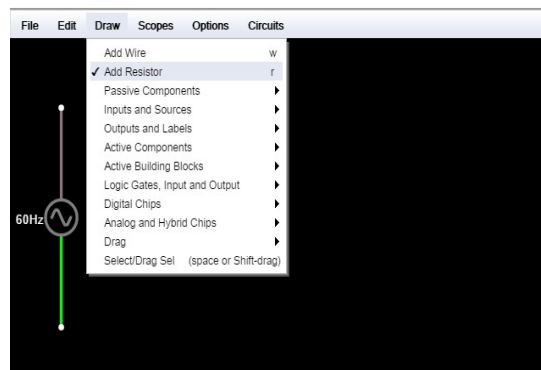 File Edit Draw Scopes Options Circuits
Add Wire w
✓ Add Resistor r
Passive Components
Inputs and Sources
Outputs and Labels
Active Components
Active Building Blocks
Logic Gates, Input and Output
Digital Chips
Analog and Hybrid Chips
Drag
Select/Drag Sel (space or Shift-drag)
60Hz